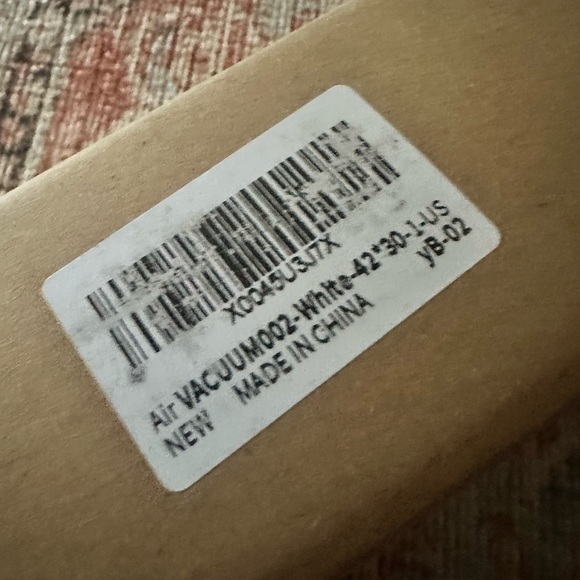 X0045U3J7X
Air VACUUM002-White-42*30-1-US
yB-02
NEW MADE IN CHINA